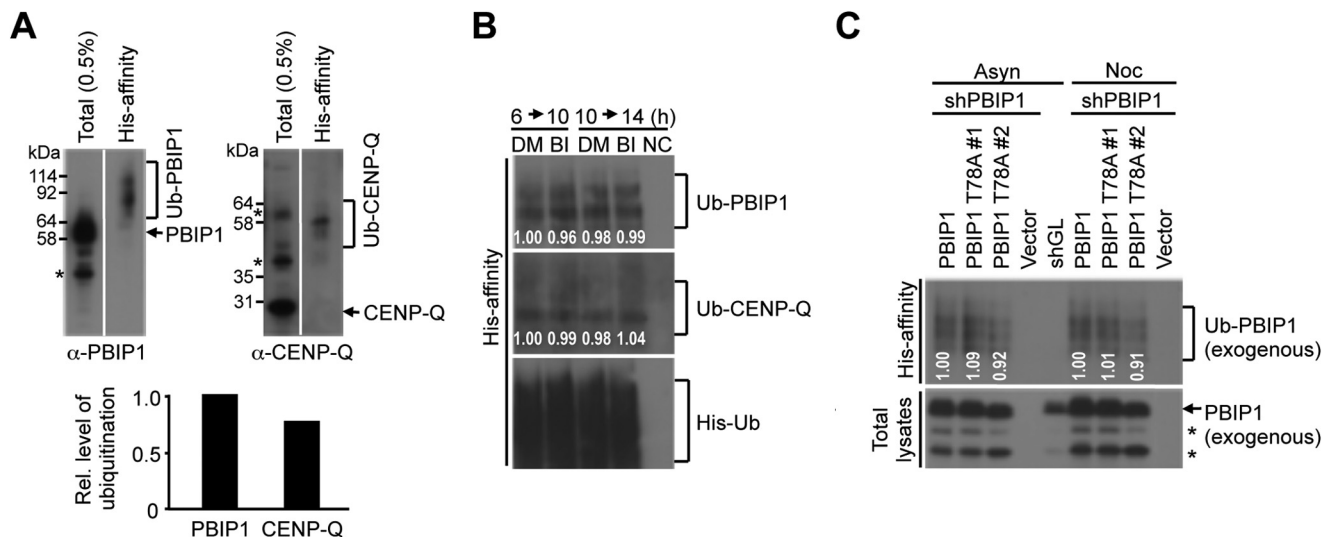 A
Total (0.5%)
His-affinity
kDa
114
92
64
58
*
Ub-PBIP1
PBIP1
α-PBIP1
Total (0.5%)
His-affinity
kDa
64
*
58
*
35
31
Ub-CENP-Q
CENP-Q
α-CENP-Q
Rel. level of
ubiquitination
1.0
0.5
0
PBIP1 CENP-Q
B
6 → 10 10 → 14 (h)
DM BI DM BI NC
His-affinity
Ub-PBIP1
1.00 0.96 0.98 0.99
Ub-CENP-Q
1.00 0.99 0.98 1.04
His-Ub
C
Asyn Noc
shPBIP1 shPBIP1
PBIP1
PBIP1 T78A #1
PBIP1 T78A #2
Vector
shGL
PBIP1
PBIP1 T78A #1
PBIP1 T78A #2
Vector
His-affinity
1.00 1.09 0.92 1.00 1.01 0.91
Ub-PBIP1
(exogenous)
Total
lysates
PBIP1
(exogenous)
*
*